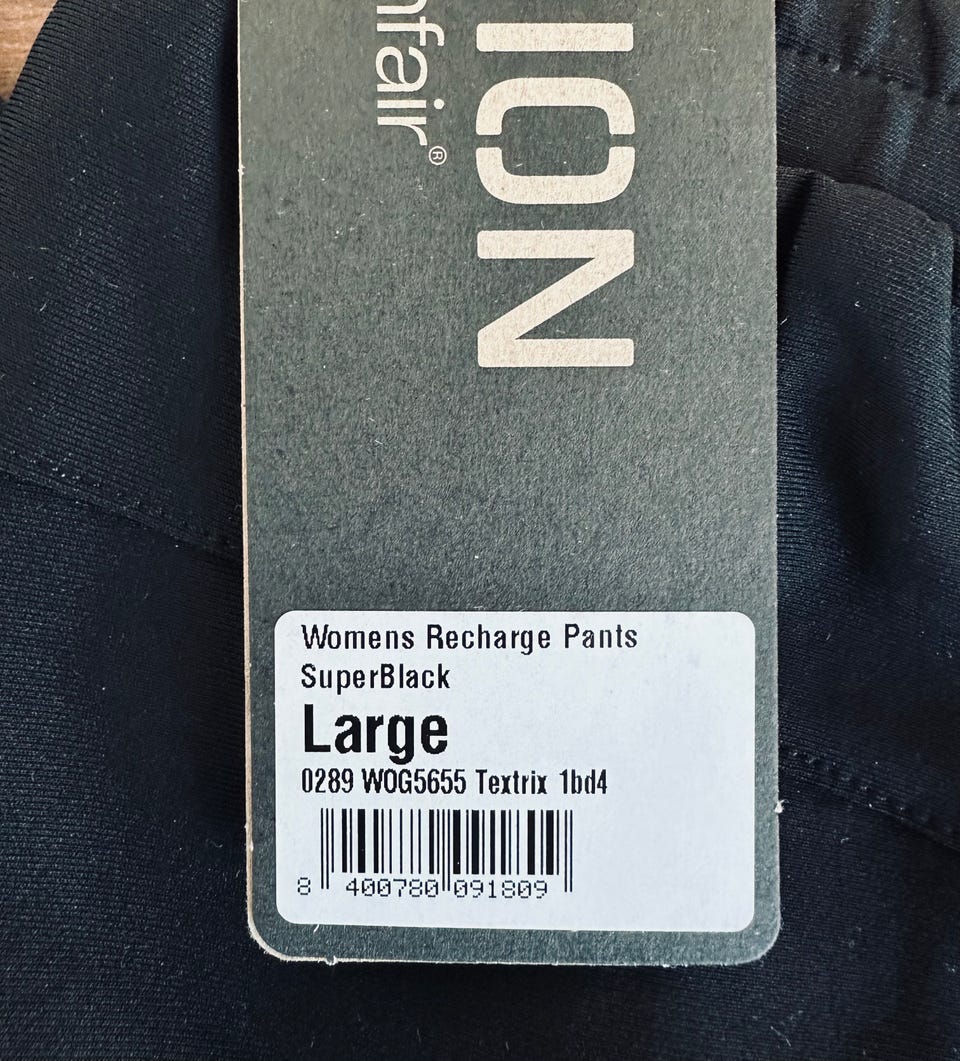 nfair®
ION
Womens Recharge Pants
SuperBlack
Large
0289 WOG5655 Textrix 1bd4
8 400780 091809